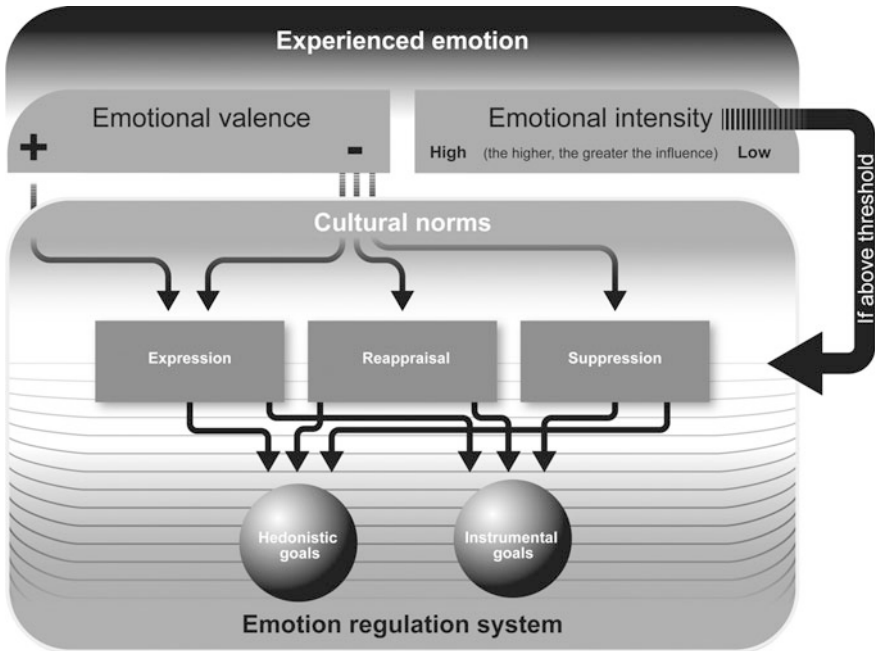 Experienced emotion
Emotional valence
+ -
Emotional intensity
High (the higher, the greater the influence) Low
If above threshold
Cultural norms
Expression
Reappraisal
Suppression
Hedonistic
goals
Instrumental
goals
Emotion regulation system